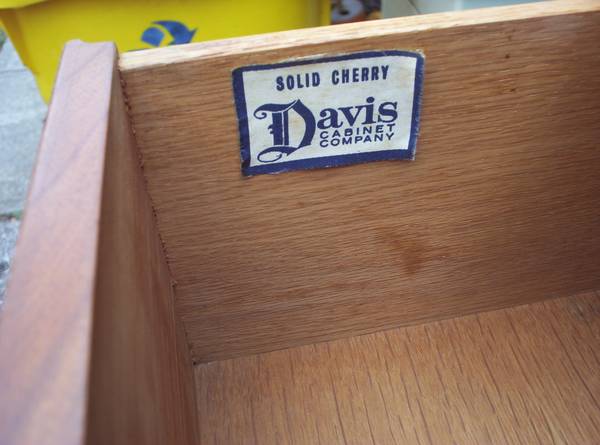 SOLID CHERRY
Davis
CABINET
COMPANY